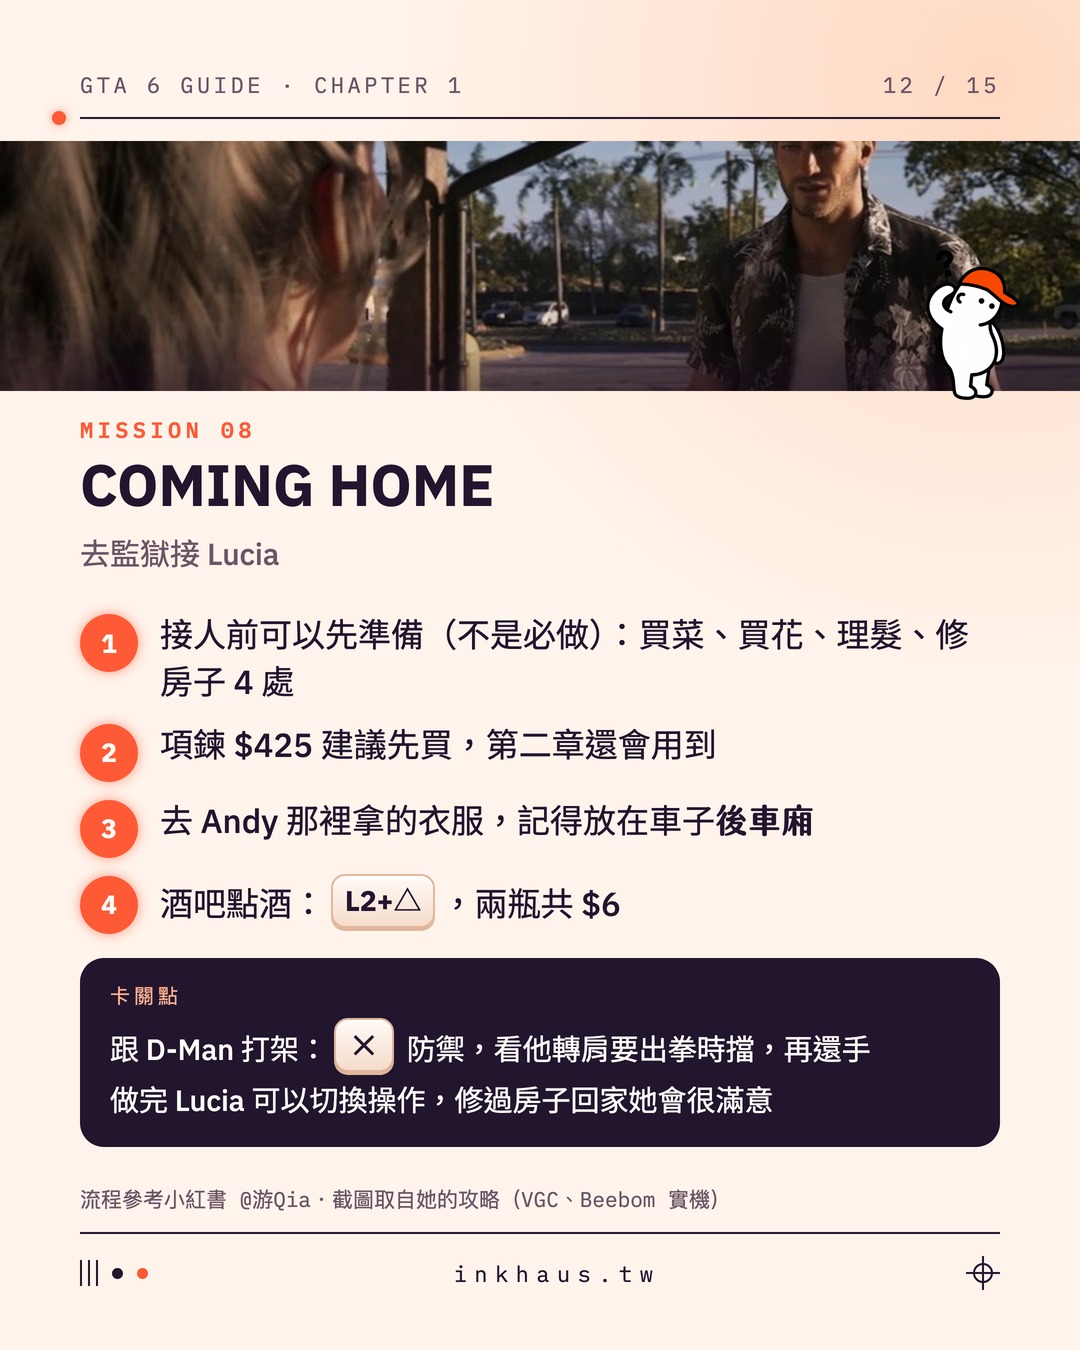 GTA 6 GUIDE · CHAPTER 1
12 / 15
?
MISSION 08
COMING HOME
去監獄接 Lucia
1 接人前可以先準備（不是必做）：買菜、買花、理髮、修
房子 4 處
2 項鍊 $425 建議先買，第二章還會用到
3 去 Andy 那裡拿的衣服，記得放在車子後車廂
4 酒吧點酒： L2+△ ，兩瓶共 $6
卡關點
跟 D-Man 打架： ✕ 防禦，看他轉肩要出拳時擋，再還手
做完 Lucia 可以切換操作，修過房子回家她會很滿意
流程參考小紅書 @游Qia · 截圖取自她的攻略（VGC、Beebom 實機）
inkhaus.tw